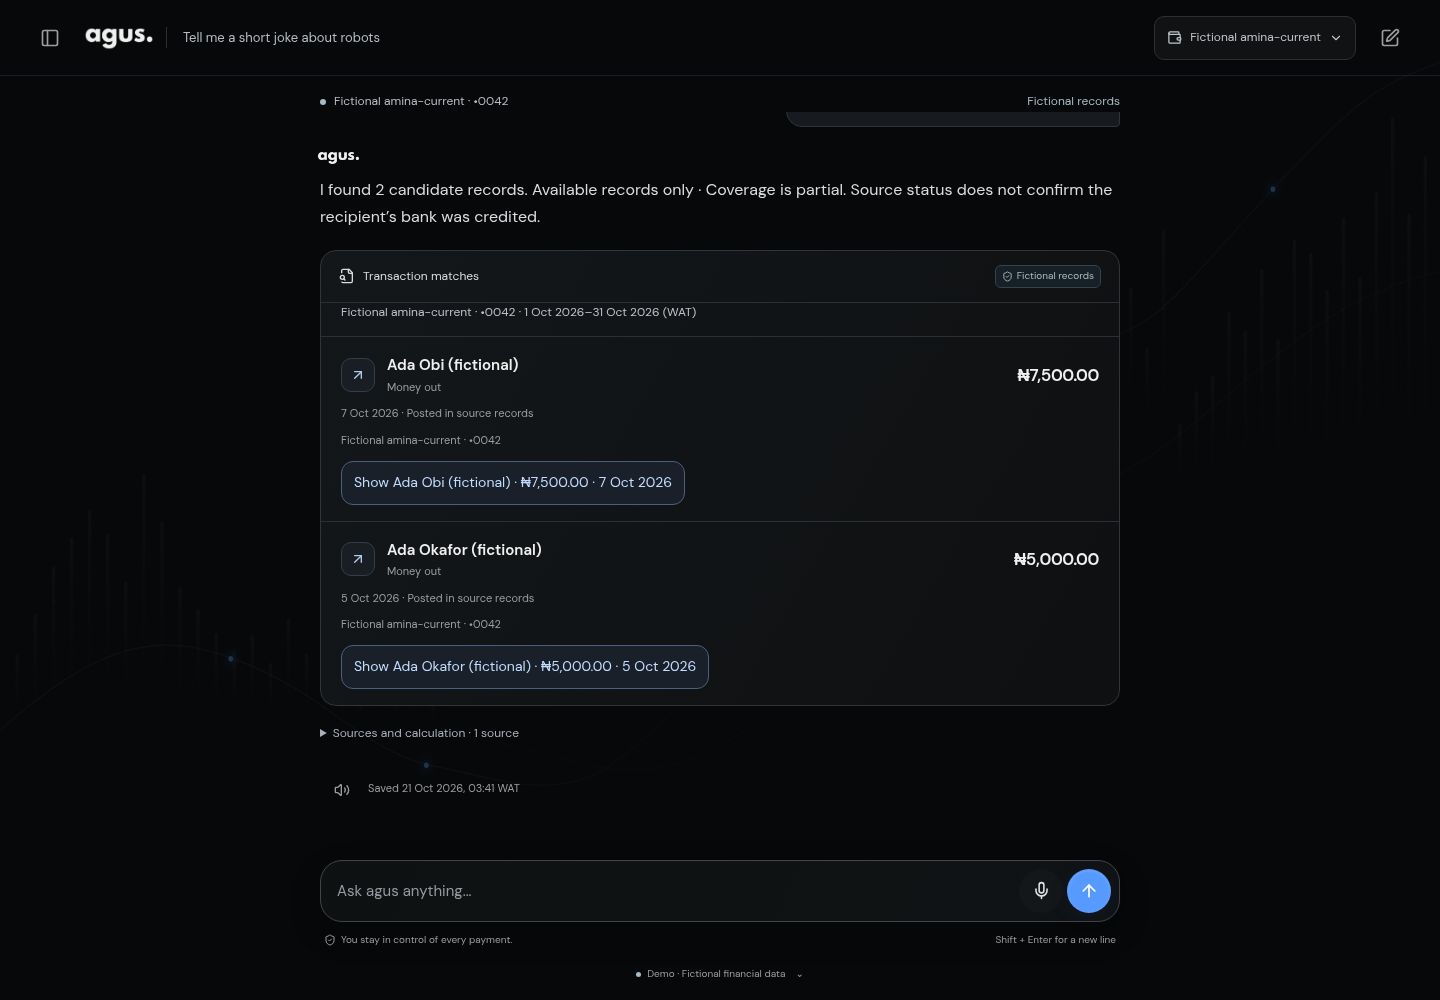 agus.
Tell me a short joke about robots
Fictional amina-current
Fictional amina-current · •0042
Fictional records
agus.
I found 2 candidate records. Available records only · Coverage is partial. Source status does not confirm the
recipient’s bank was credited.
Transaction matches
Fictional records
Fictional amina-current · •0042 · 1 Oct 2026–31 Oct 2026 (WAT)
Ada Obi (fictional)
Money out
₦7,500.00
7 Oct 2026 · Posted in source records
Fictional amina-current · •0042
Show Ada Obi (fictional) · ₦7,500.00 · 7 Oct 2026
Ada Okafor (fictional)
Money out
₦5,000.00
5 Oct 2026 · Posted in source records
Fictional amina-current · •0042
Show Ada Okafor (fictional) · ₦5,000.00 · 5 Oct 2026
Sources and calculation · 1 source
Saved 21 Oct 2026, 03:41 WAT
Ask agus anything...
You stay in control of every payment.
Shift + Enter for a new line
Demo · Fictional financial data